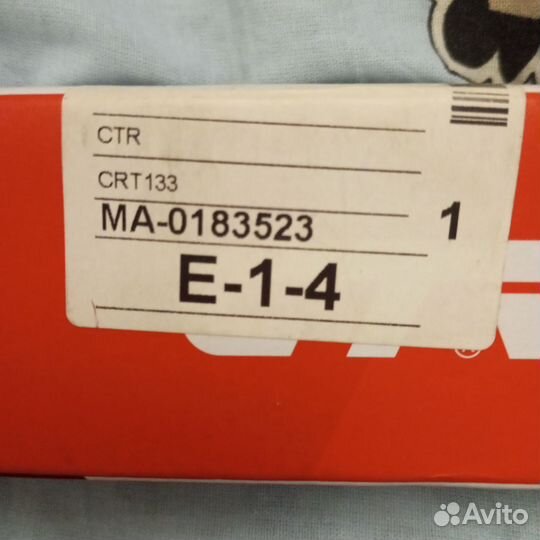 CTR
CRT133
MA-0183523
1
E-1-4
®
Avito